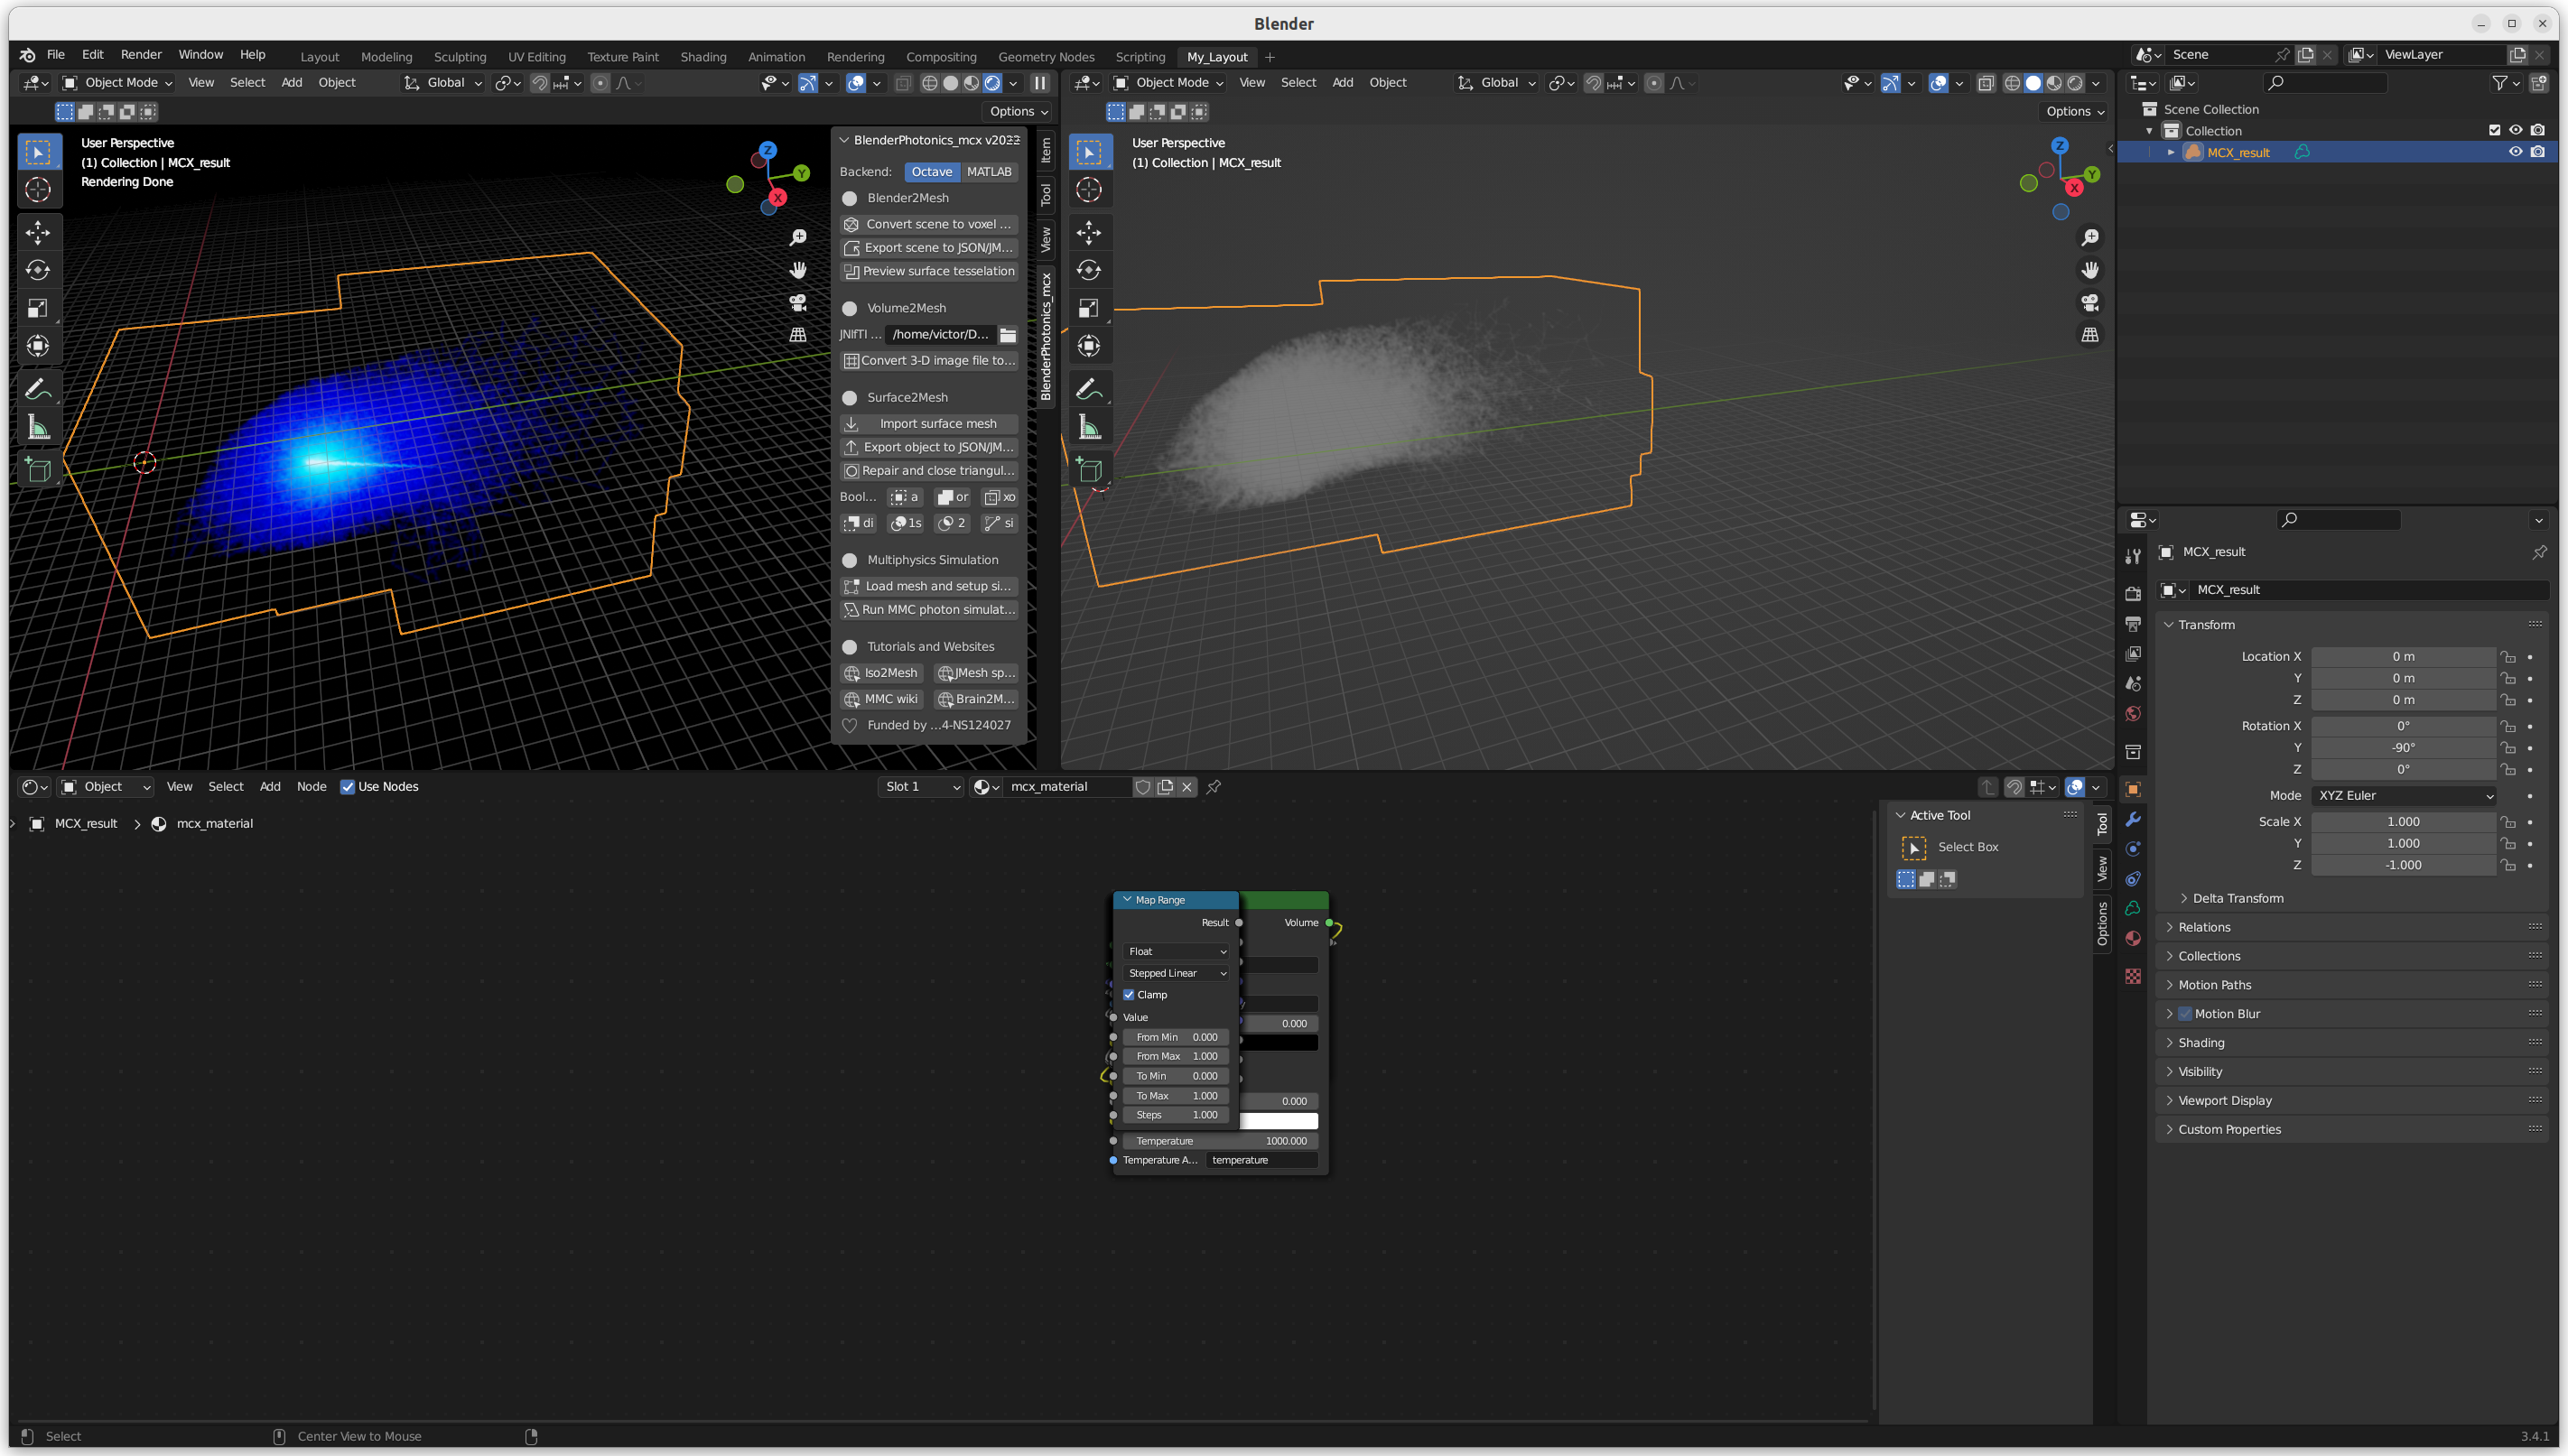 Blender
File Edit Render Window Help Layout Modeling Sculpting UV Editing Texture Paint Shading Animation Rendering Compositing Geometry Nodes Scripting My_Layout + Scene ViewLayer
Object Mode View Select Add Object Global
Options
User Perspective
(1) Collection | MCX_result
Rendering Done
Z
Y
X
BlenderPhotonics_mcx v2022
Backend: Octave MATLAB
Blender2Mesh
Convert scene to voxel ...
Export scene to JSON/JM...
Preview surface tesselation
Volume2Mesh
JNIfTI ... /home/victor/D...
Convert 3-D image file to...
Surface2Mesh
Import surface mesh
Export object to JSON/JM...
Repair and close triangul...
Bool... a or xo
di 1s 2 si
Multiphysics Simulation
Load mesh and setup si...
Run MMC photon simulat...
Tutorials and Websites
Iso2Mesh JMesh sp...
MMC wiki Brain2M...
Funded by ...4-NS124027
Item
Tool
View
BlenderPhotonics_mcx
Object Mode View Select Add Object Global
Options
User Perspective
(1) Collection | MCX_result
Z
Y
X
Scene Collection
Collection
MCX_result
MCX_result
MCX_result
Transform
Location X 0 m
Y 0 m
Z 0 m
Rotation X 0°
Y -90°
Z 0°
Mode XYZ Euler
Scale X 1.000
Y 1.000
Z -1.000
Delta Transform
Relations
Collections
Motion Paths
Motion Blur
Shading
Visibility
Viewport Display
Custom Properties
Object View Select Add Node Use Nodes Slot 1 mcx_material
MCX_result > mcx_material
Map Range
Result Volume
Float
Stepped Linear
Clamp
Value
0.000
From Min 0.000
From Max 1.000
To Min 0.000
To Max 1.000 0.000
Steps 1.000
Temperature 1000.000
Temperature A... temperature
Active Tool
Select Box
Tool
View
Options
Select Center View to Mouse 3.4.1